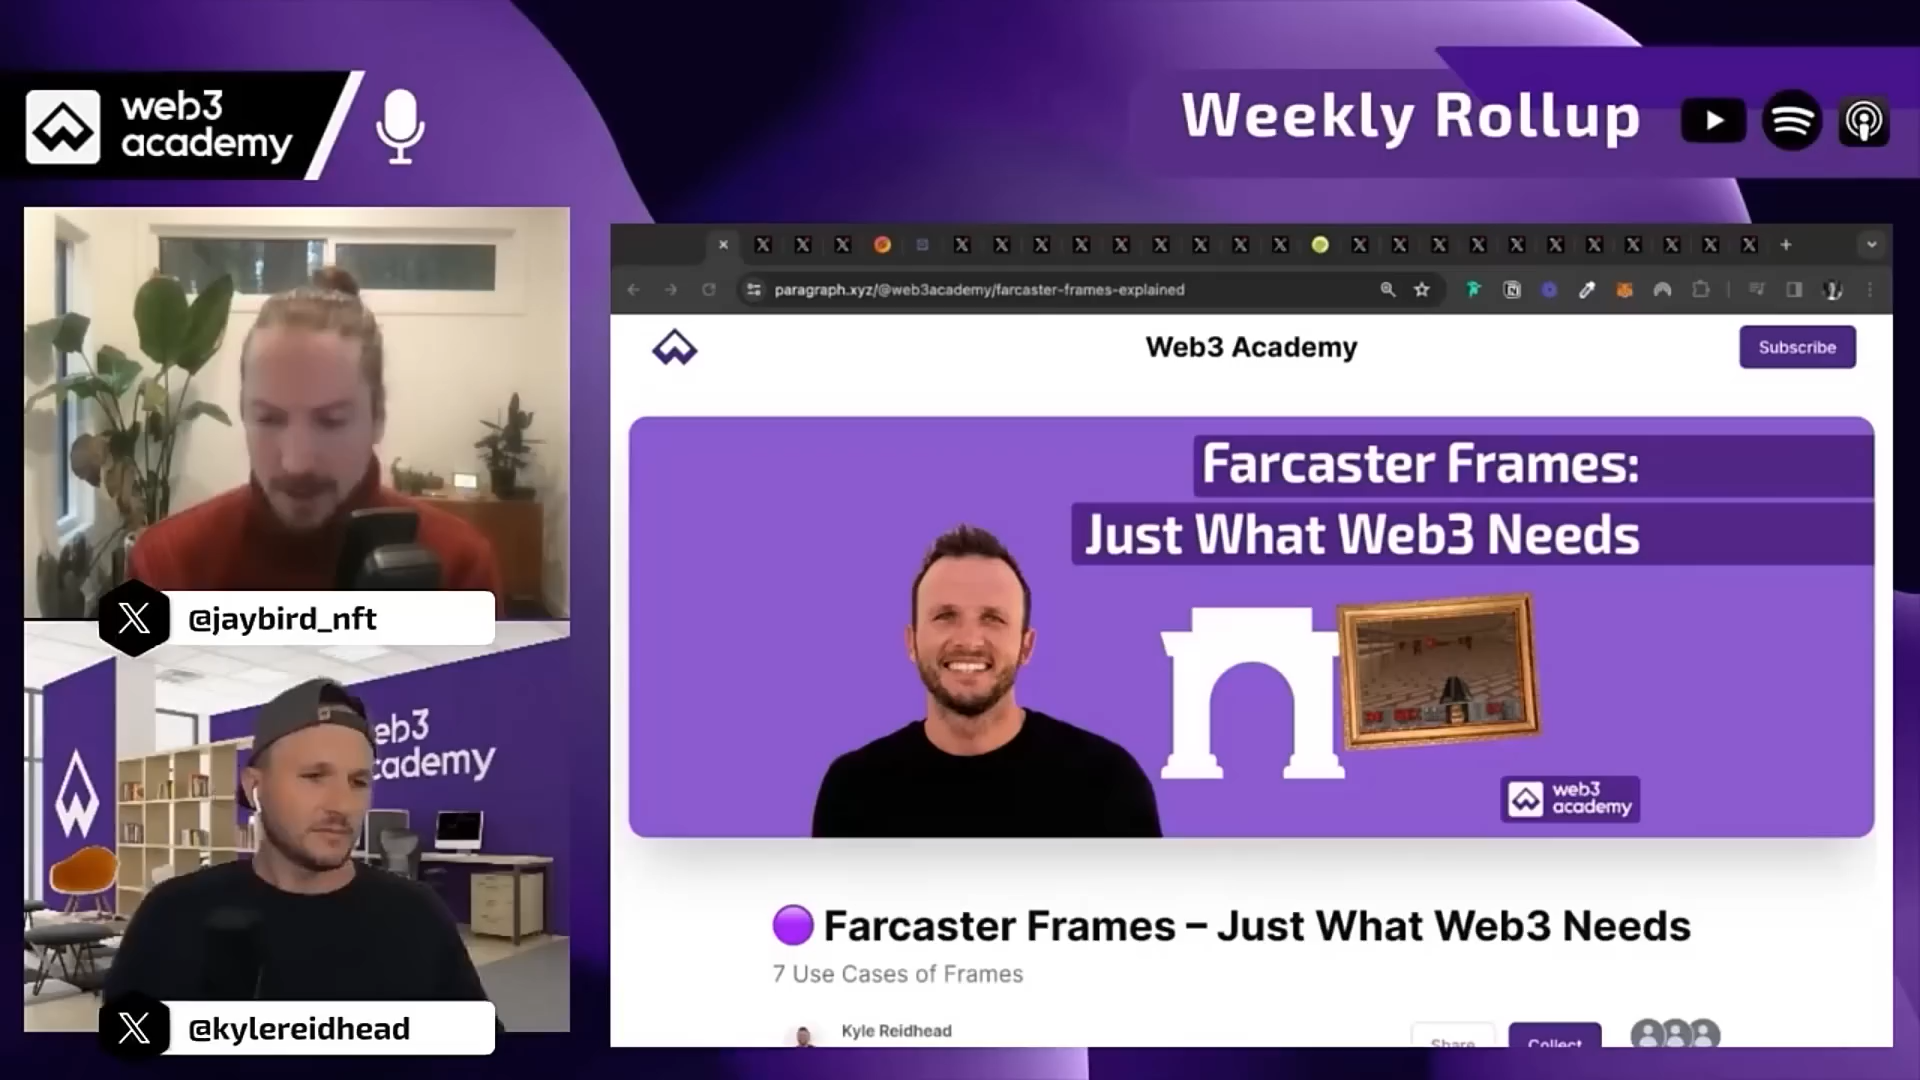 web3
academy
Weekly Rollup
@jaybird_nft
eb3
cademy
@kylereidhead
paragraph.xyz/@web3academy/farcaster-frames-explained
Web3 Academy
Subscribe
Farcaster Frames:
Just What Web3 Needs
web3
academy
Farcaster Frames – Just What Web3 Needs
7 Use Cases of Frames
Kyle Reidhead
Share
Collect